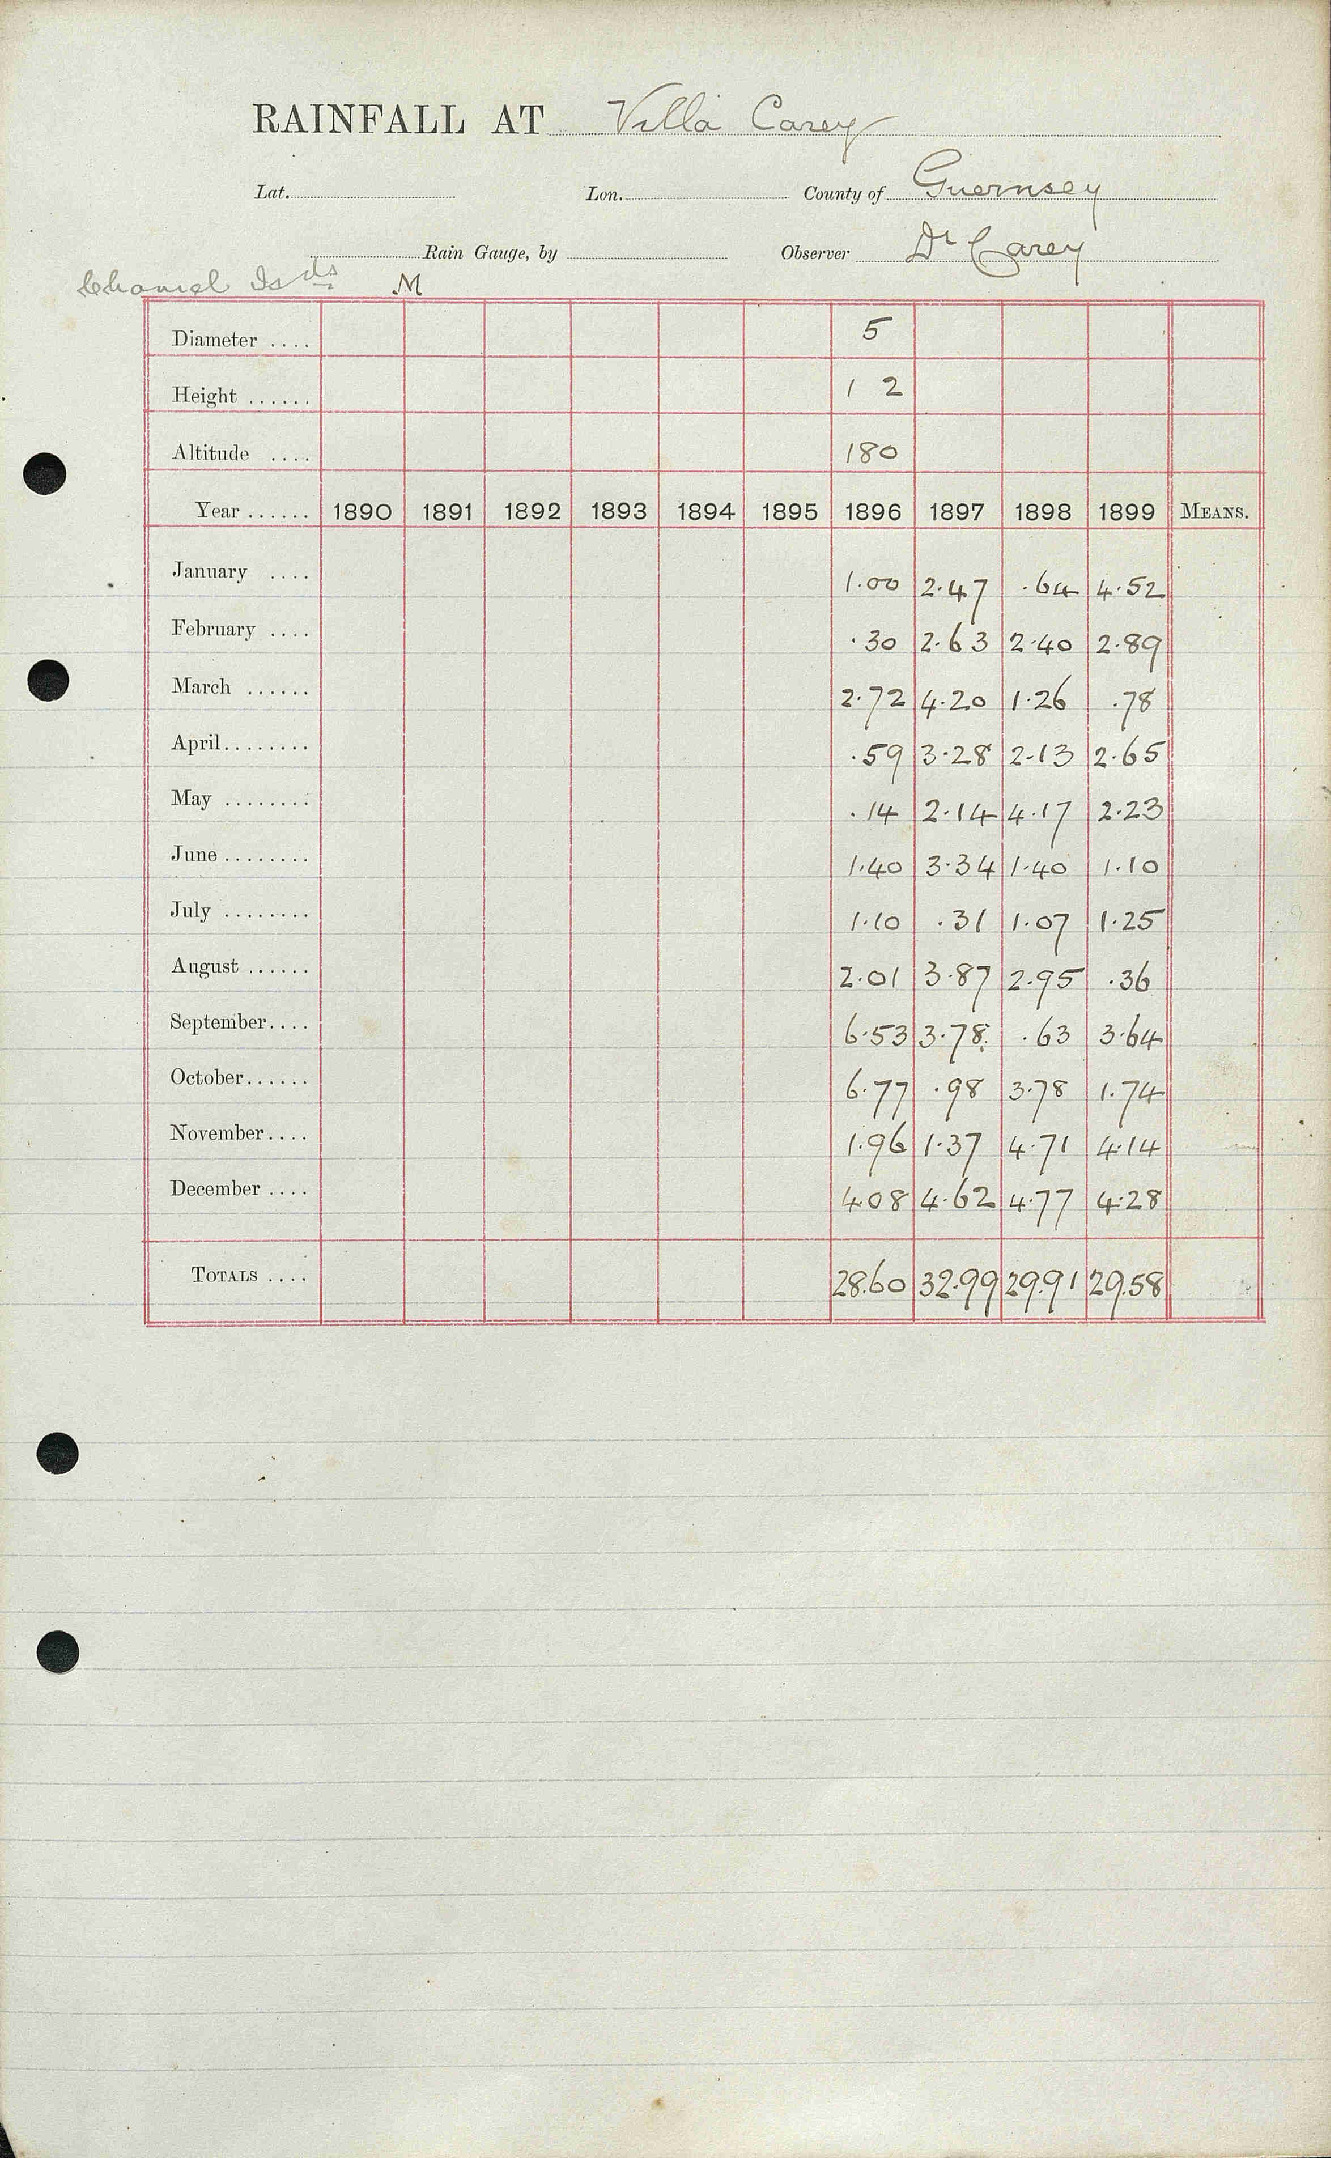 RAINFALL AT Villa Carey
Lat. Lon. County of Guernsey
Rain Gauge, by Observer Dr Carey
Channel Isds M
Diameter .... 5
Height ...... 1 2
Altitude .... 180
Year ...... 1890 1891 1892 1893 1894 1895 1896 1897 1898 1899 MEANS.
January .... 1.00 2.47 .64 4.52
February .... .30 2.63 2.40 2.89
March ...... 2.72 4.20 1.26 .78
April ........ .59 3.28 2.13 2.65
May ........ .14 2.14 4.17 2.23
June ........ 1.40 3.34 1.40 1.10
July ........ 1.10 .31 1.07 1.25
August ...... 2.01 3.87 2.95 .36
September .... 6.53 3.78 .63 3.64
October ...... 6.77 .98 3.78 1.74
November .... 1.96 1.37 4.71 4.14
December .... 4.08 4.62 4.77 4.28
TOTALS .... 28.60 32.99 29.91 29.58